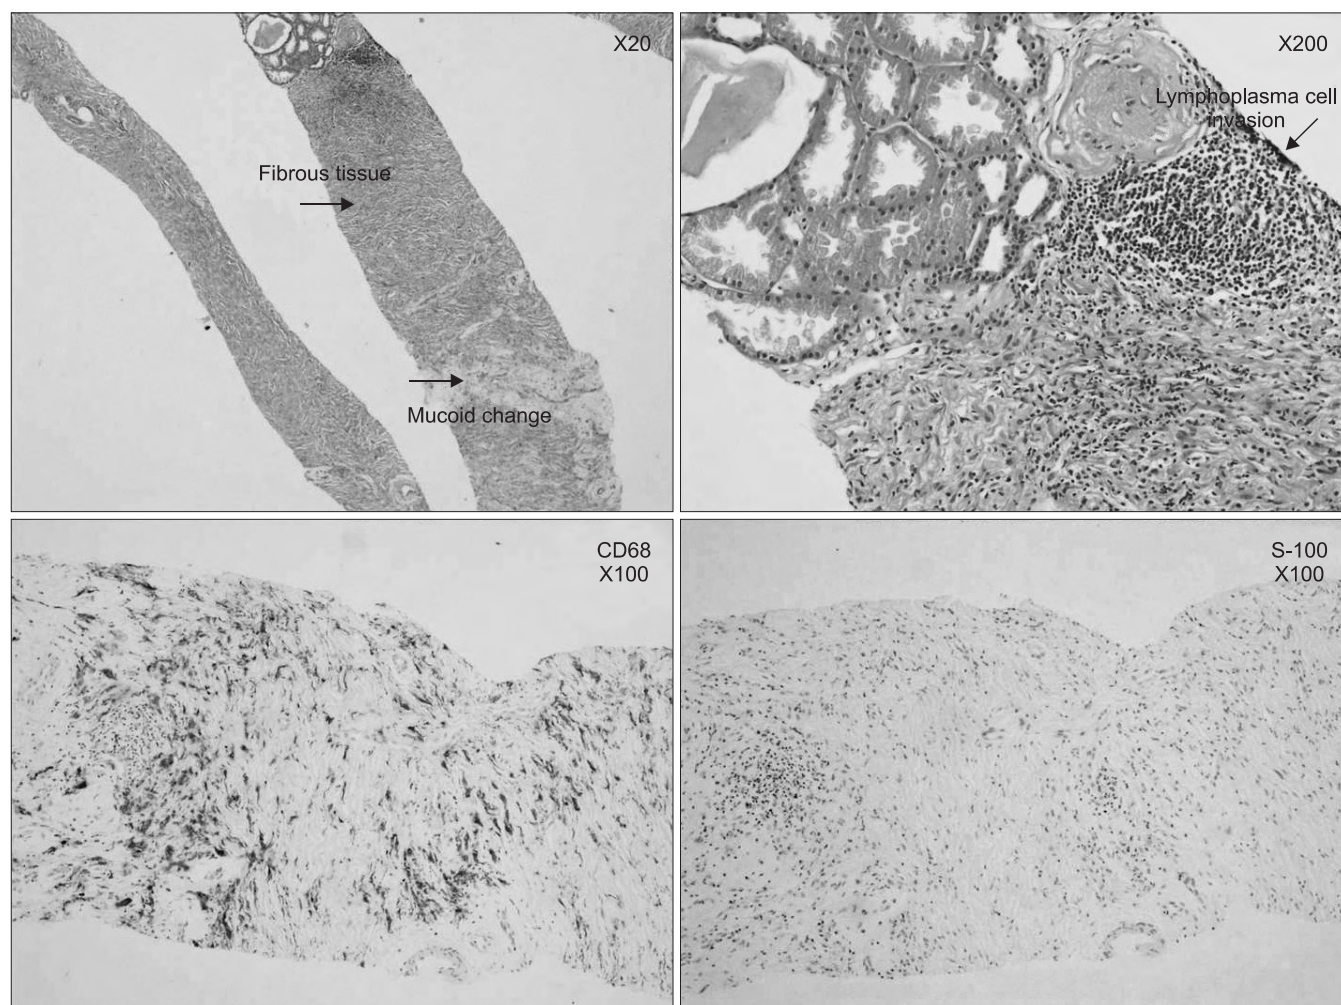 X20
Fibrous tissue
Mucoid change
X200
Lymphoplasma cell
invasion
CD68
X100
S-100
X100